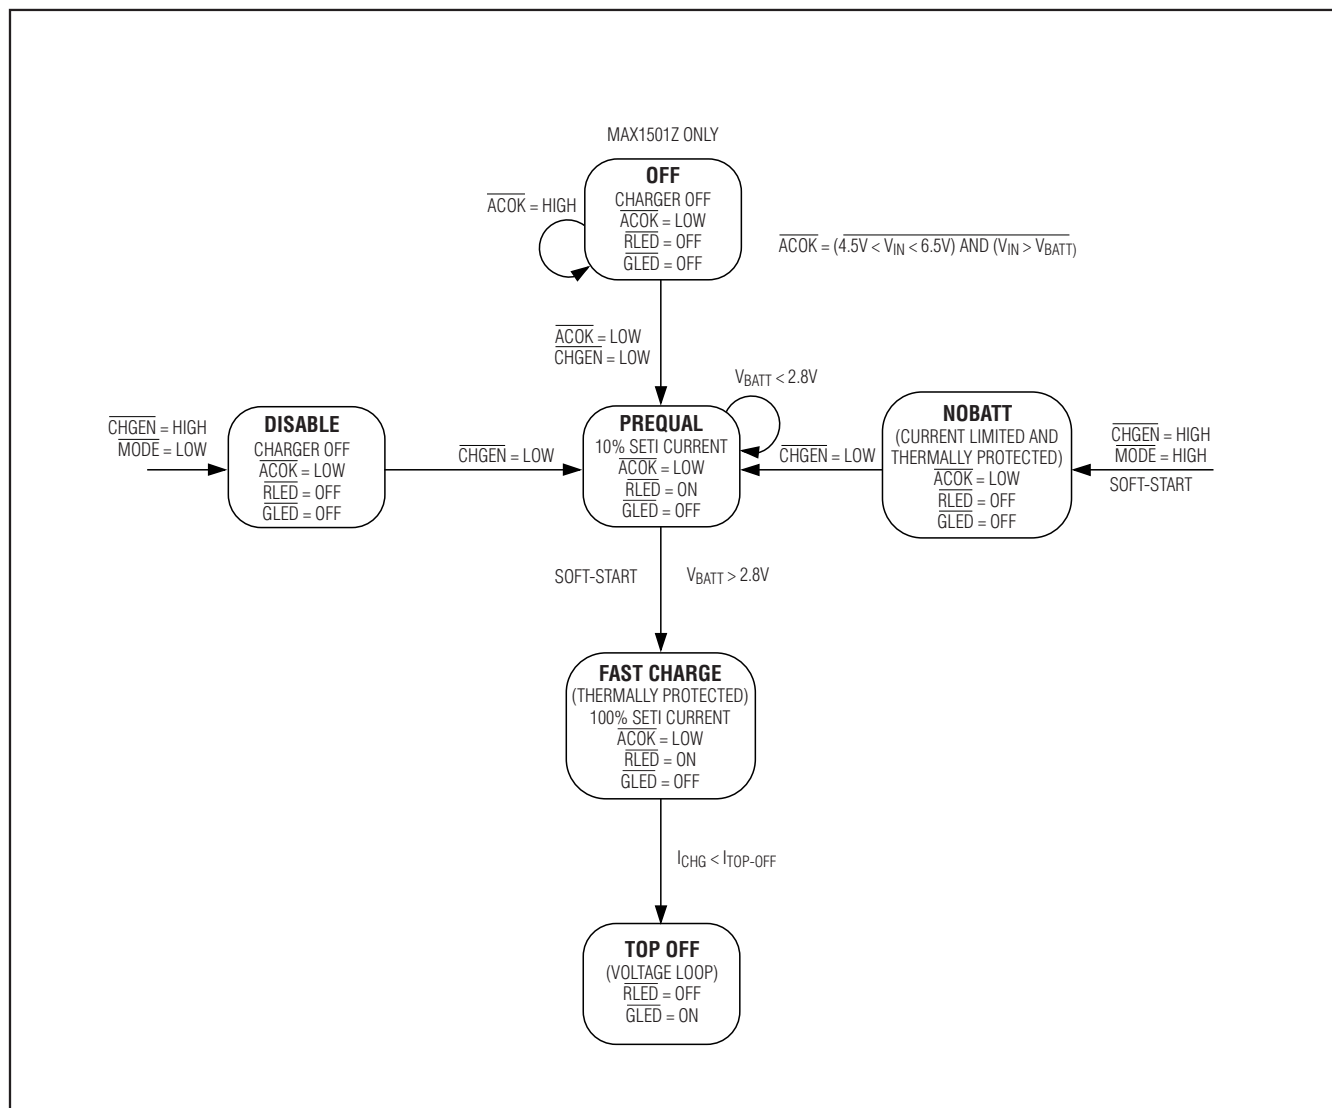 MAX1501Z ONLY
OFF
CHARGER OFF
ACOK = LOW
RLED = OFF
GLED = OFF
ACOK = HIGH
ACOK = (4.5V < VIN < 6.5V) AND (VIN > VBATT)
ACOK = LOW
CHGEN = LOW
VBATT < 2.8V
CHGEN = HIGH
MODE = LOW
DISABLE
CHARGER OFF
ACOK = LOW
RLED = OFF
GLED = OFF
CHGEN = LOW
PREQUAL
10% SETI CURRENT
ACOK = LOW
RLED = ON
GLED = OFF
CHGEN = LOW
NOBATT
(CURRENT LIMITED AND
THERMALLY PROTECTED)
ACOK = LOW
RLED = OFF
GLED = OFF
CHGEN = HIGH
MODE = HIGH
SOFT-START
SOFT-START
VBATT > 2.8V
FAST CHARGE
(THERMALLY PROTECTED)
100% SETI CURRENT
ACOK = LOW
RLED = ON
GLED = OFF
ICHG < ITOP-OFF
TOP OFF
(VOLTAGE LOOP)
RLED = OFF
GLED = ON